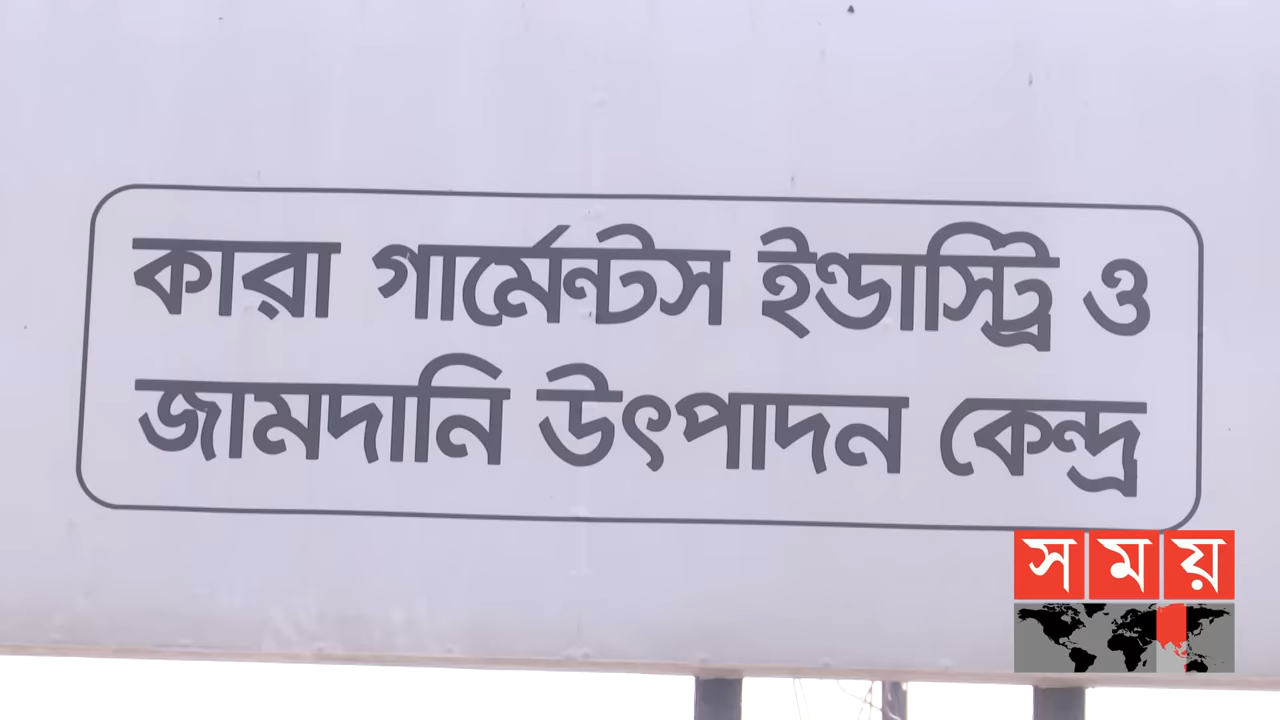 কারা গার্মেন্টস ইন্ডাস্ট্রি ও
জামদানি উৎপাদন কেন্দ্র
সময়